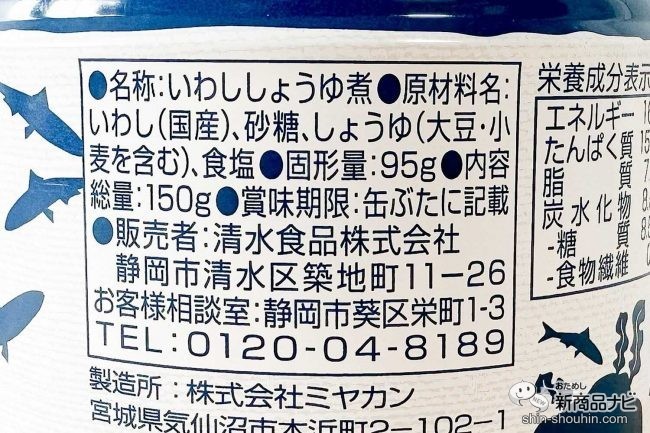 ●名称:いわししょうゆ煮●原材料名:
いわし(国産)、砂糖、しょうゆ(大豆・小
麦を含む)、食塩●固形量:95g●内容
総量:150g●賞味期限:缶ぶたに記載
●販売者:清水食品株式会社
静岡市清水区築地町11-26
お客様相談室:静岡市葵区栄町1-3
TEL:0120-04-8189
製造所:株式会社ミヤカン
宮城県気仙沼市本浜町2-102-1
栄養成分表示
エネルギー
たんぱく質
脂質
炭水化物
-糖質
-食物繊維
おためし
新商品ナビ
shin-shouhin.com